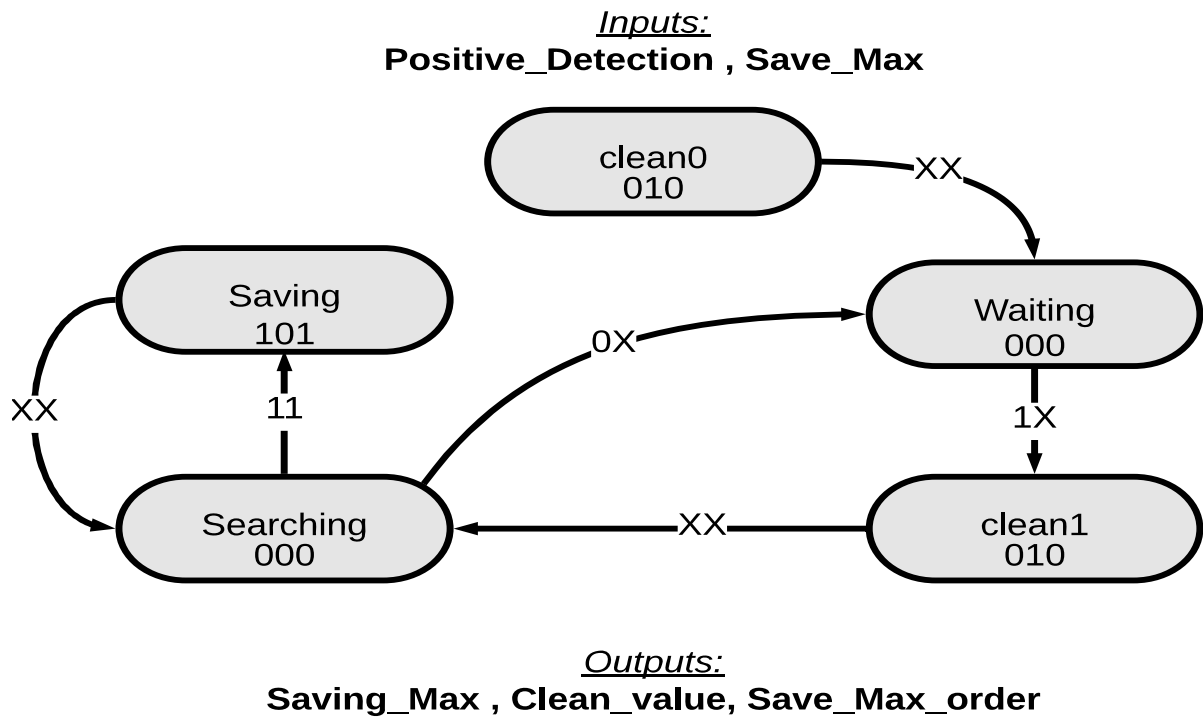 Inputs:
Positive_Detection , Save_Max
clean0
010
XX
Saving
101
Waiting
000
0X
XX
11
1X
Searching
000
XX
clean1
010
Outputs:
Saving_Max , Clean_value, Save_Max_order